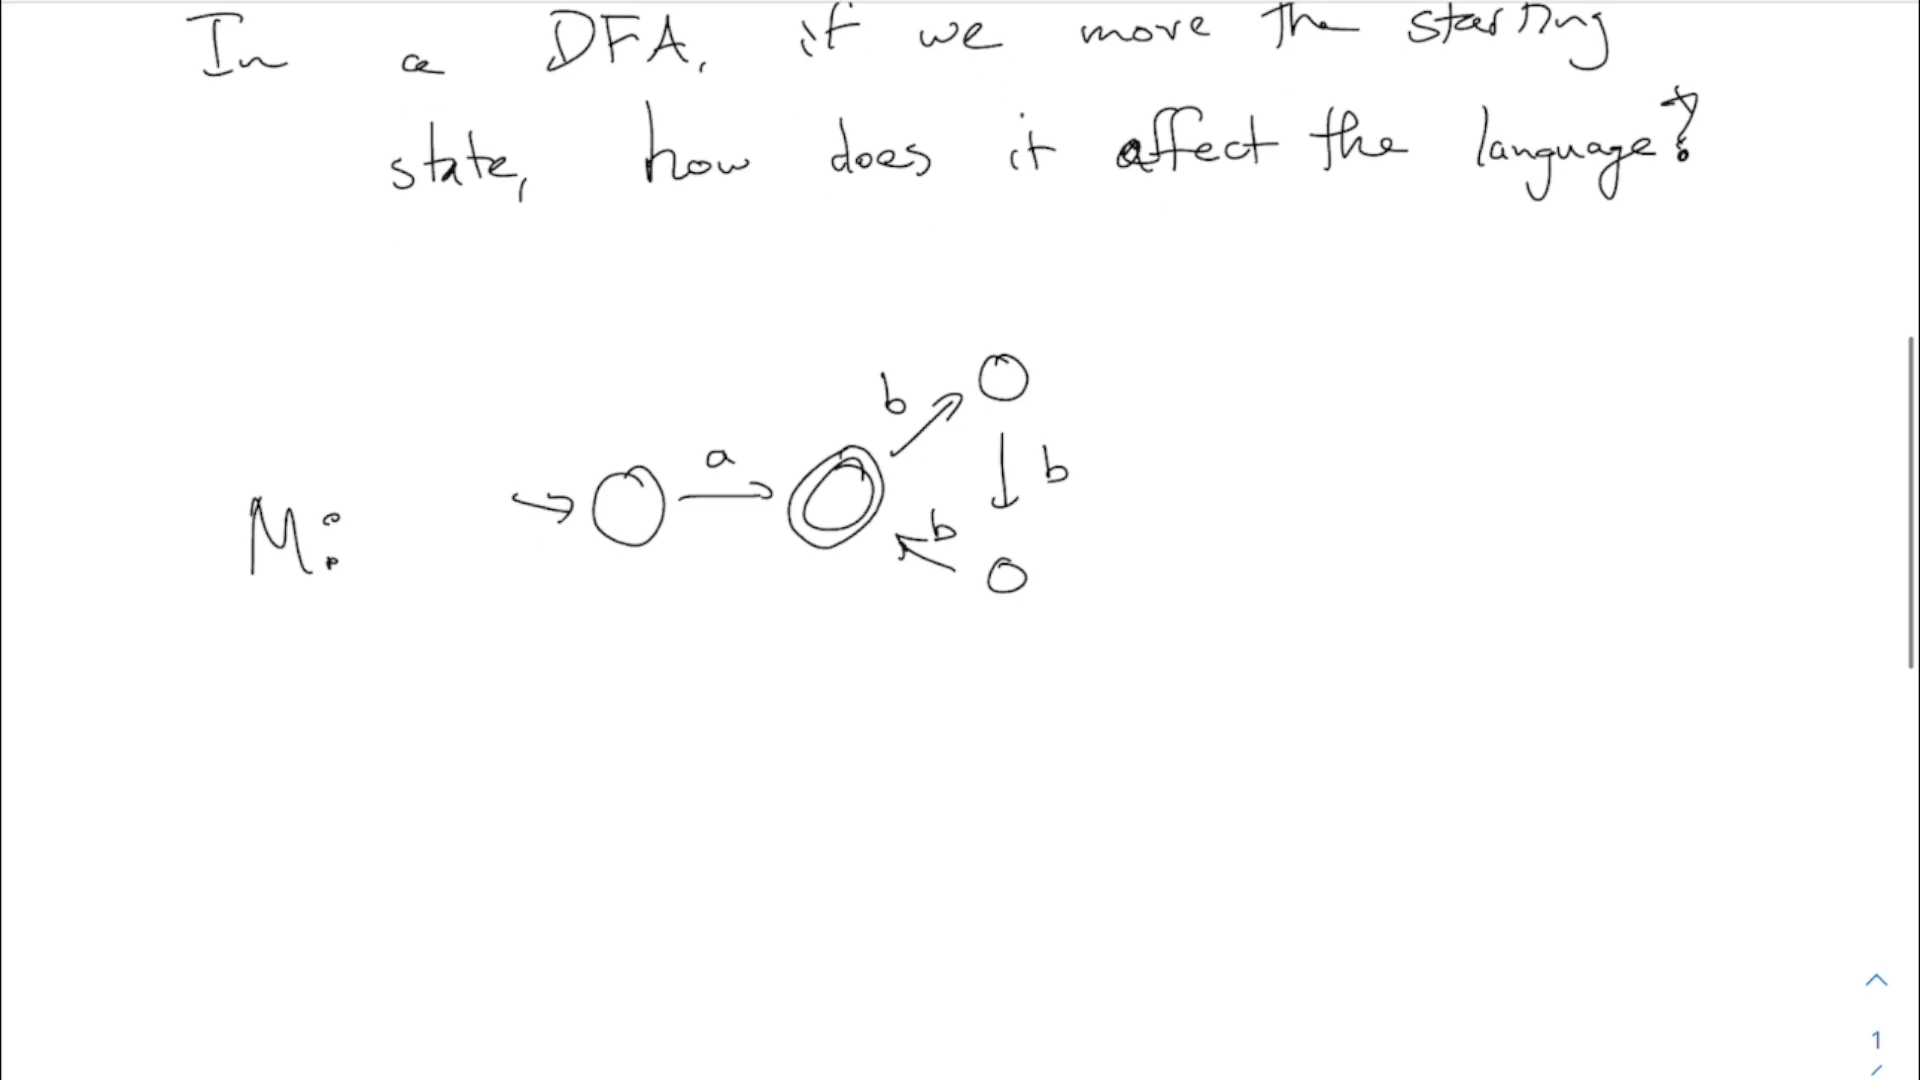 In a DFA, if we move the starting
state, how does it affect the language?
b
a
b
M:
b
1